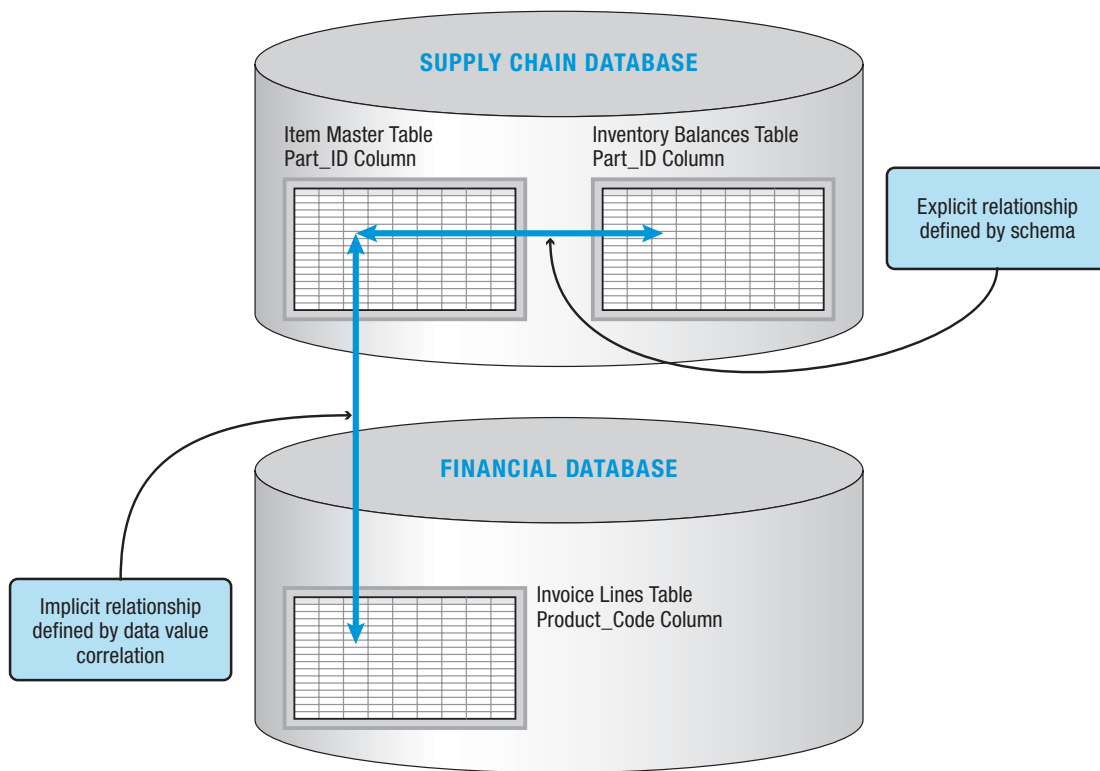 SUPPLY CHAIN DATABASE
Item Master Table
Part_ID Column
Inventory Balances Table
Part_ID Column
Explicit relationship
defined by schema
FINANCIAL DATABASE
Implicit relationship
defined by data value
correlation
Invoice Lines Table
Product_Code Column